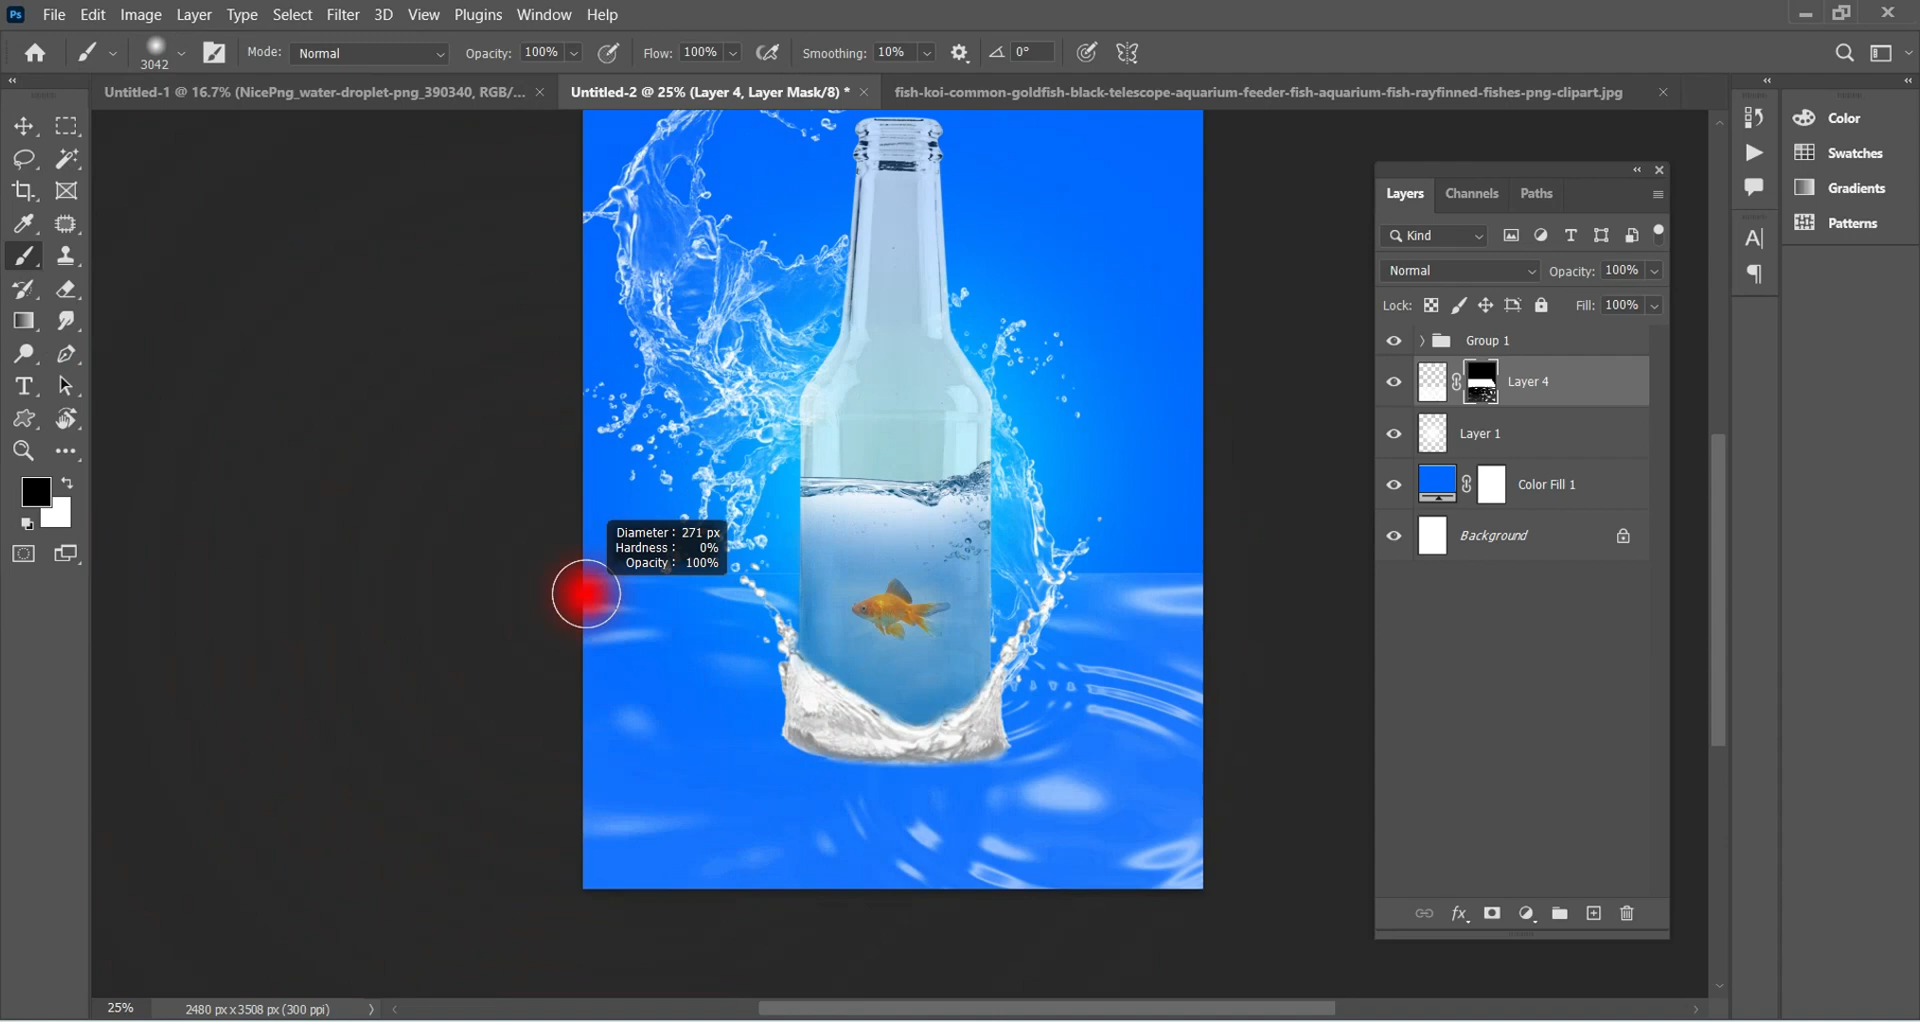 Ps File Edit Image Layer Type Select Filter 3D View Plugins Window Help
3042 Mode: Normal Opacity: 100% Flow: 100% Smoothing: 10% 0°
Untitled-1 @ 16.7% (NicePng_water-droplet-png_390340, RGB/... Untitled-2 @ 25% (Layer 4, Layer Mask/8) * fish-koi-common-goldfish-black-telescope-aquarium-feeder-fish-aquarium-fish-rayfinned-fishes-png-clipart.jpg
Color
Swatches
Gradients
Patterns
Layers Channels Paths
Kind
Normal Opacity: 100%
Lock: Fill: 100%
Group 1
Layer 4
Layer 1
Color Fill 1
Background
fx
Diameter: 271 px
Hardness: 0%
Opacity: 100%
25% 2480 px x 3508 px (300 ppi)